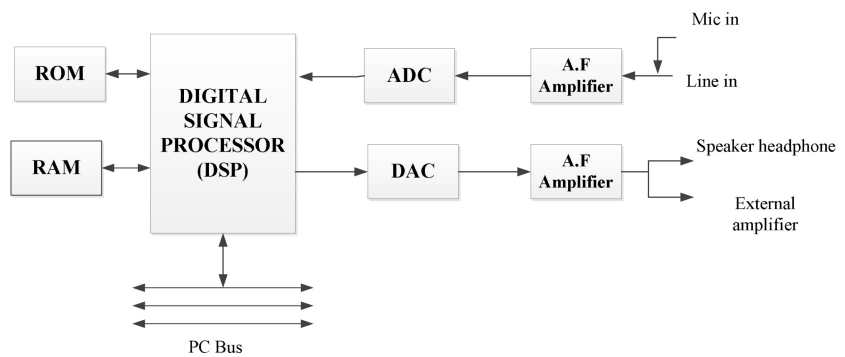 Mic in
ROM
DIGITAL
SIGNAL
PROCESSOR
(DSP)
ADC
A.F
Amplifier
Line in
RAM
DAC
A.F
Amplifier
Speaker headphone
External
amplifier
PC Bus